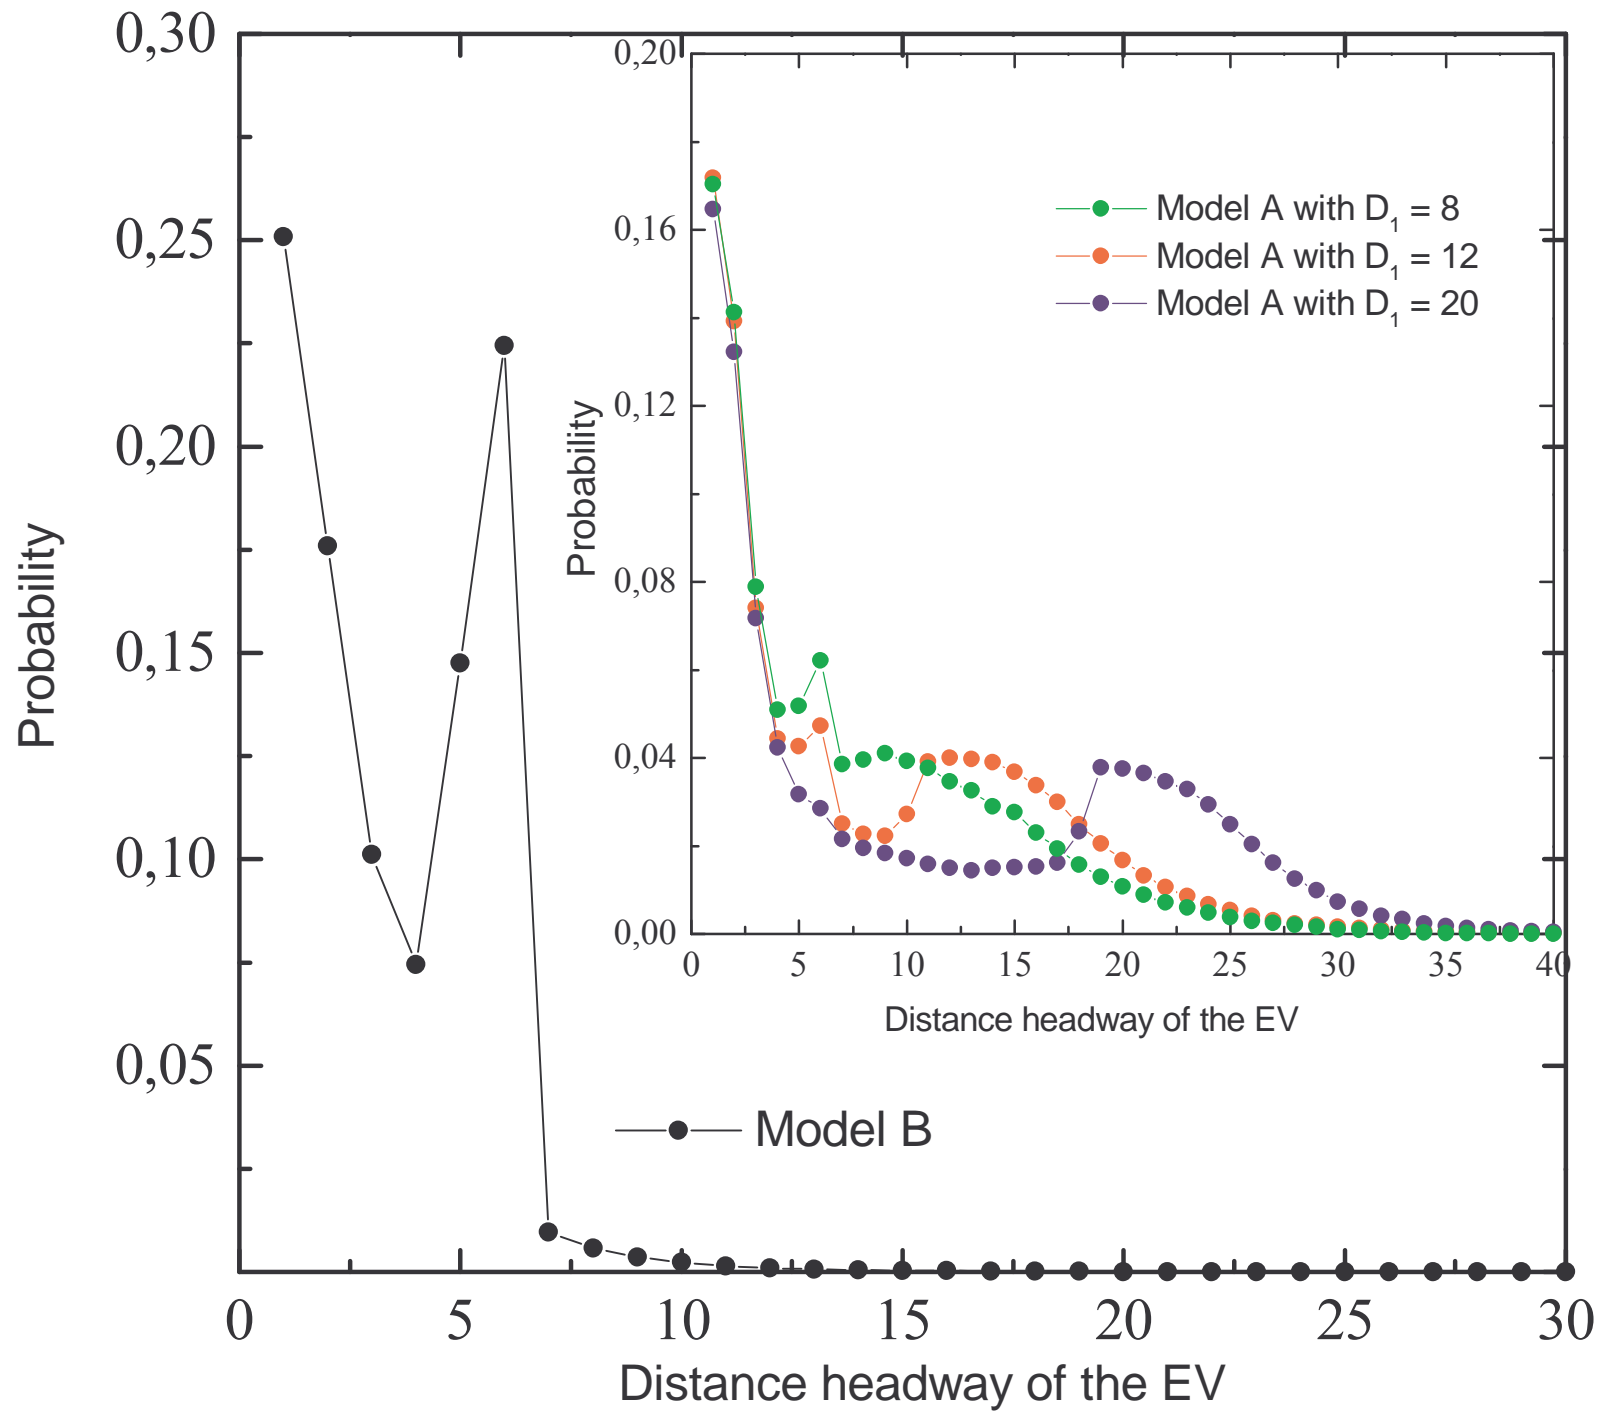 0,30
0,25
0,20
0,15
0,10
0,05
Probability
0 5 10 15 20 25 30
Distance headway of the EV
Model B
0,20
0,16
0,12
0,08
0,04
0,00
Probability
0 5 10 15 20 25 30 35 40
Distance headway of the EV
Model A with D₁ = 8
Model A with D₁ = 12
Model A with D₁ = 20